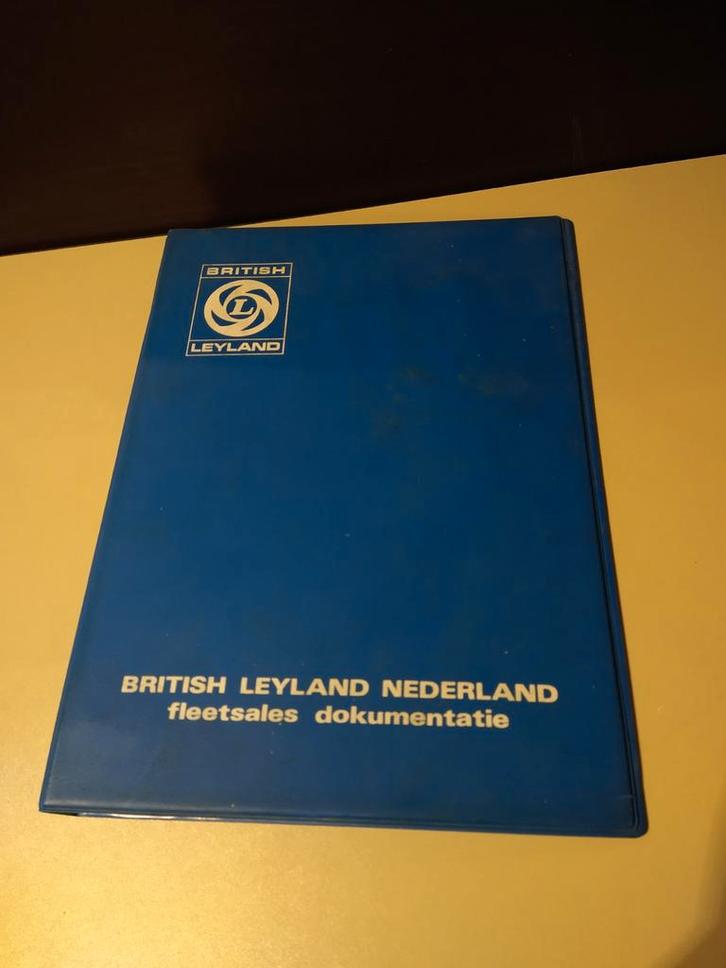 BRITISH
L
LEYLAND
BRITISH LEYLAND NEDERLAND
fleetsales dokumentatie